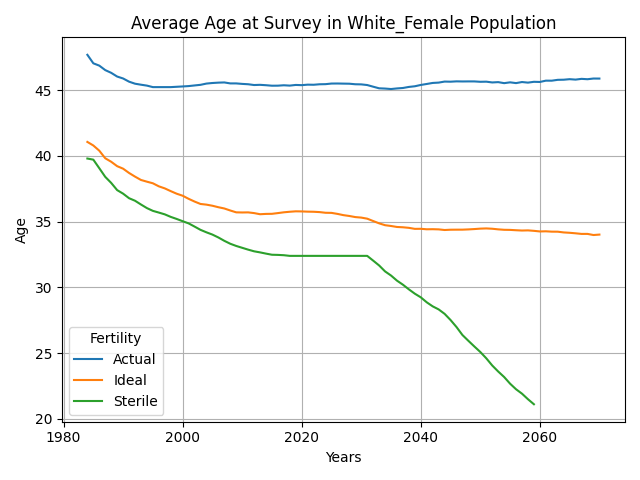 Average Age at Survey in White_Female Population
Age
45
40
35
30
25
20
Fertility
Actual
Ideal
Sterile
1980 2000 2020 2040 2060
Years